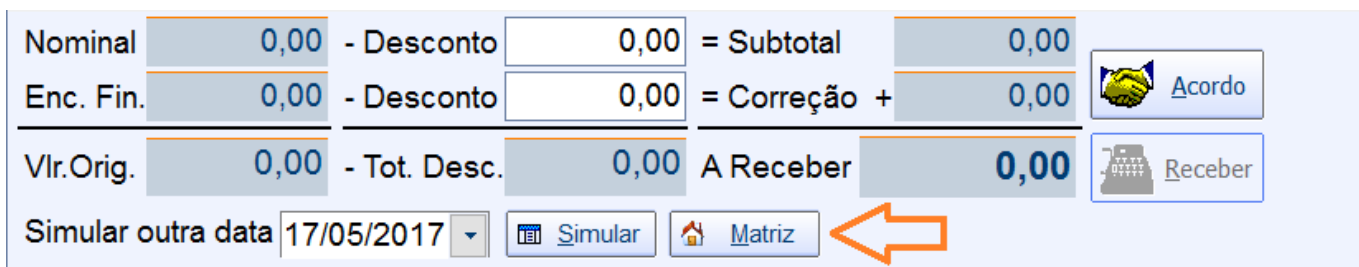 Nominal 0,00 - Desconto 0,00 = Subtotal 0,00
Enc. Fin. 0,00 - Desconto 0,00 = Correção + 0,00
Acordo
Vlr.Orig. 0,00 - Tot. Desc. 0,00 A Receber 0,00
Receber
Simular outra data 17/05/2017 Simular Matriz